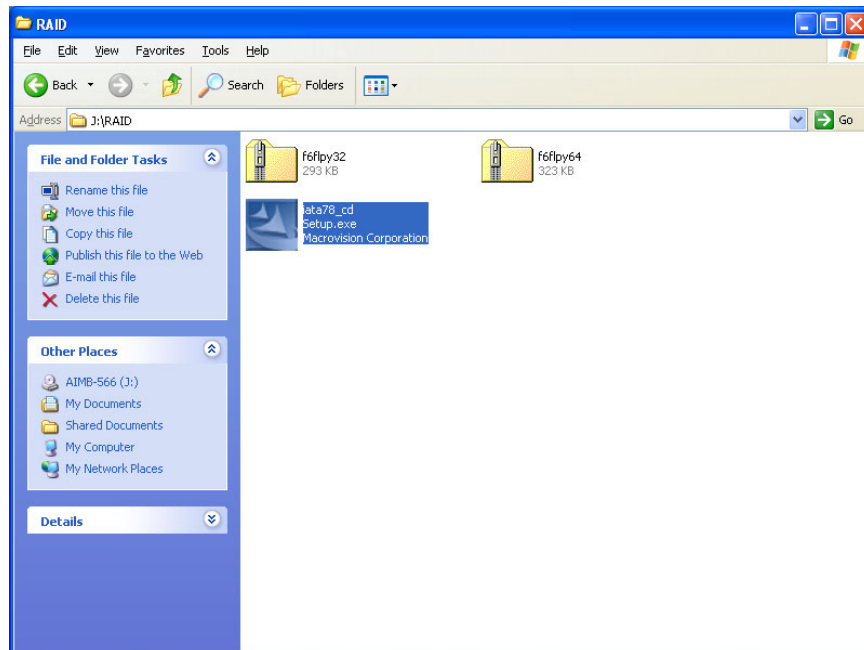 RAID
File Edit View Favorites Tools Help
Back Search Folders
Address J:\RAID Go
File and Folder Tasks
Rename this file
Move this file
Copy this file
Publish this file to the Web
E-mail this file
Delete this file
Other Places
AIMB-566 (J:)
My Documents
Shared Documents
My Computer
My Network Places
Details
f6flpy32
293 KB
f6flpy64
323 KB
iata78_cd
Setup.exe
Macrovision Corporation